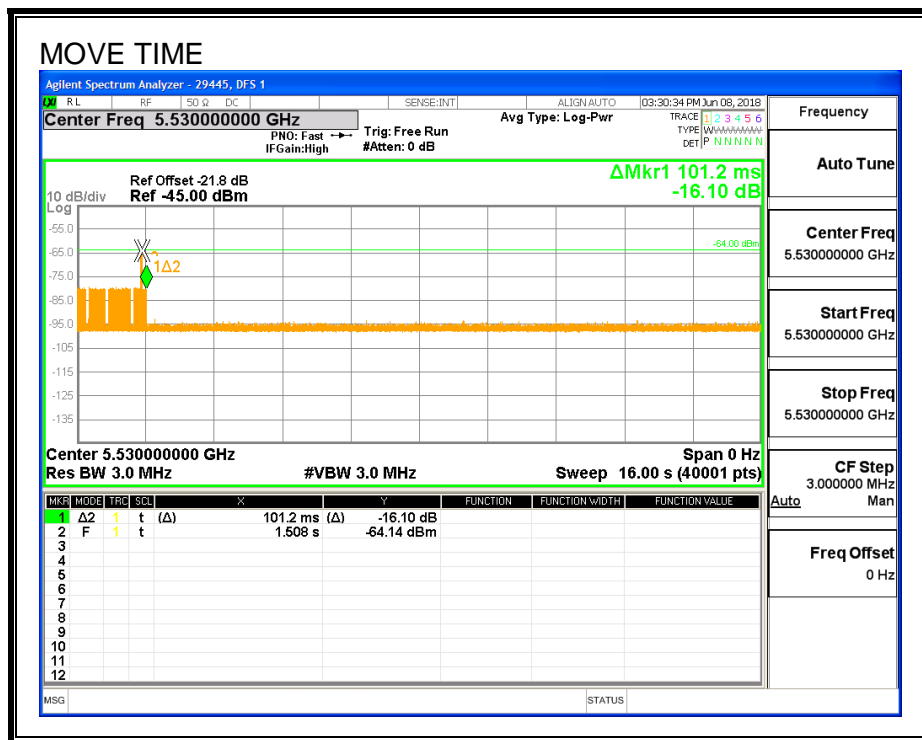 MOVE TIME
Agilent Spectrum Analyzer - 29445, DFS 1
LXI RL RF 50 Ω DC SENSE:INT ALIGN AUTO 03:30:34 PM Jun 08, 2018
Center Freq 5.530000000 GHz Avg Type: Log-Pwr TRACE 1 2 3 4 5 6
PNO: Fast Trig: Free Run TYPE W
IFGain:High #Atten: 0 dB DET P N N N N N
Frequency
Auto Tune
Center Freq
5.530000000 GHz
Start Freq
5.530000000 GHz
Stop Freq
5.530000000 GHz
CF Step
3.000000 MHz
Auto Man
Freq Offset
0 Hz
ΔMkr1 101.2 ms
-16.10 dB
Ref Offset -21.8 dB
10 dB/div Ref -45.00 dBm
Log
-55.0
-64.00 dBm
-65.0
1Δ2
-75.0
-85.0
-95.0
-105
-115
-125
-135
Center 5.530000000 GHz Span 0 Hz
Res BW 3.0 MHz #VBW 3.0 MHz Sweep 16.00 s (40001 pts)
MKR MODE TRC SCL X Y FUNCTION FUNCTION WIDTH FUNCTION VALUE
1 Δ2 1 t (Δ) 101.2 ms (Δ) -16.10 dB
2 F 1 t 1.508 s -64.14 dBm
3
4
5
6
7
8
9
10
11
12
MSG STATUS